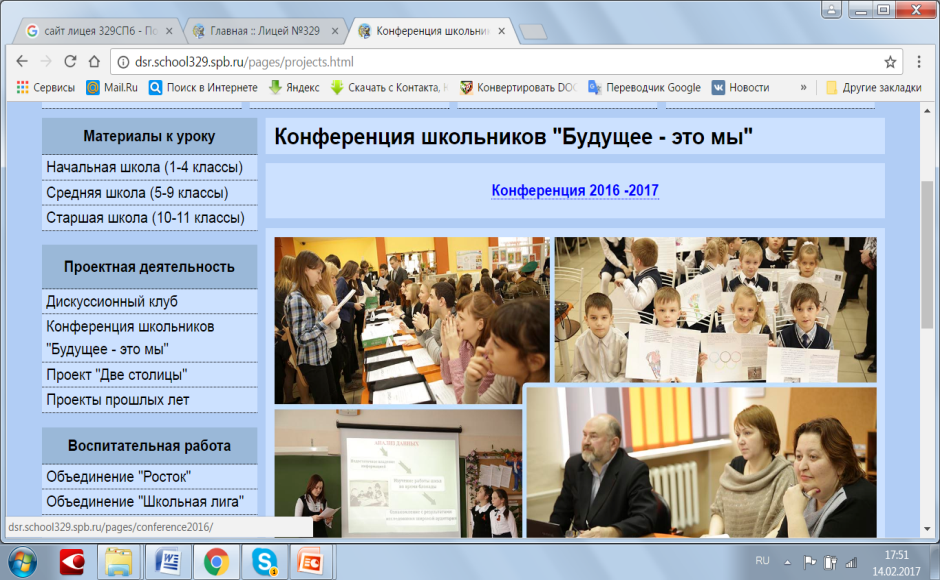 сайт лицея 329СПб - По
Главная :: Лицей №329
Конференция школьни
dsr.school329.spb.ru/pages/projects.html
Сервисы
Mail.Ru
Поиск в Интернете
Яндекс
Скачать с Контакта, К
Конвертировать DOC
Переводчик Google
Новости
»
Другие закладки
Материалы к уроку
Начальная школа (1-4 классы)
Средняя школа (5-9 классы)
Старшая школа (10-11 классы)
Проектная деятельность
Дискуссионный клуб
Конференция школьников
"Будущее - это мы"
Проект "Две столицы"
Проекты прошлых лет
Воспитательная работа
Объединение "Росток"
Объединение "Школьная лига"
Конференция школьников "Будущее - это мы"
Конференция 2016 -2017
АНАЛИЗ ДАННЫХ
dsr.school329.spb.ru/pages/conference2016/
RU
17:51
14.02.2017